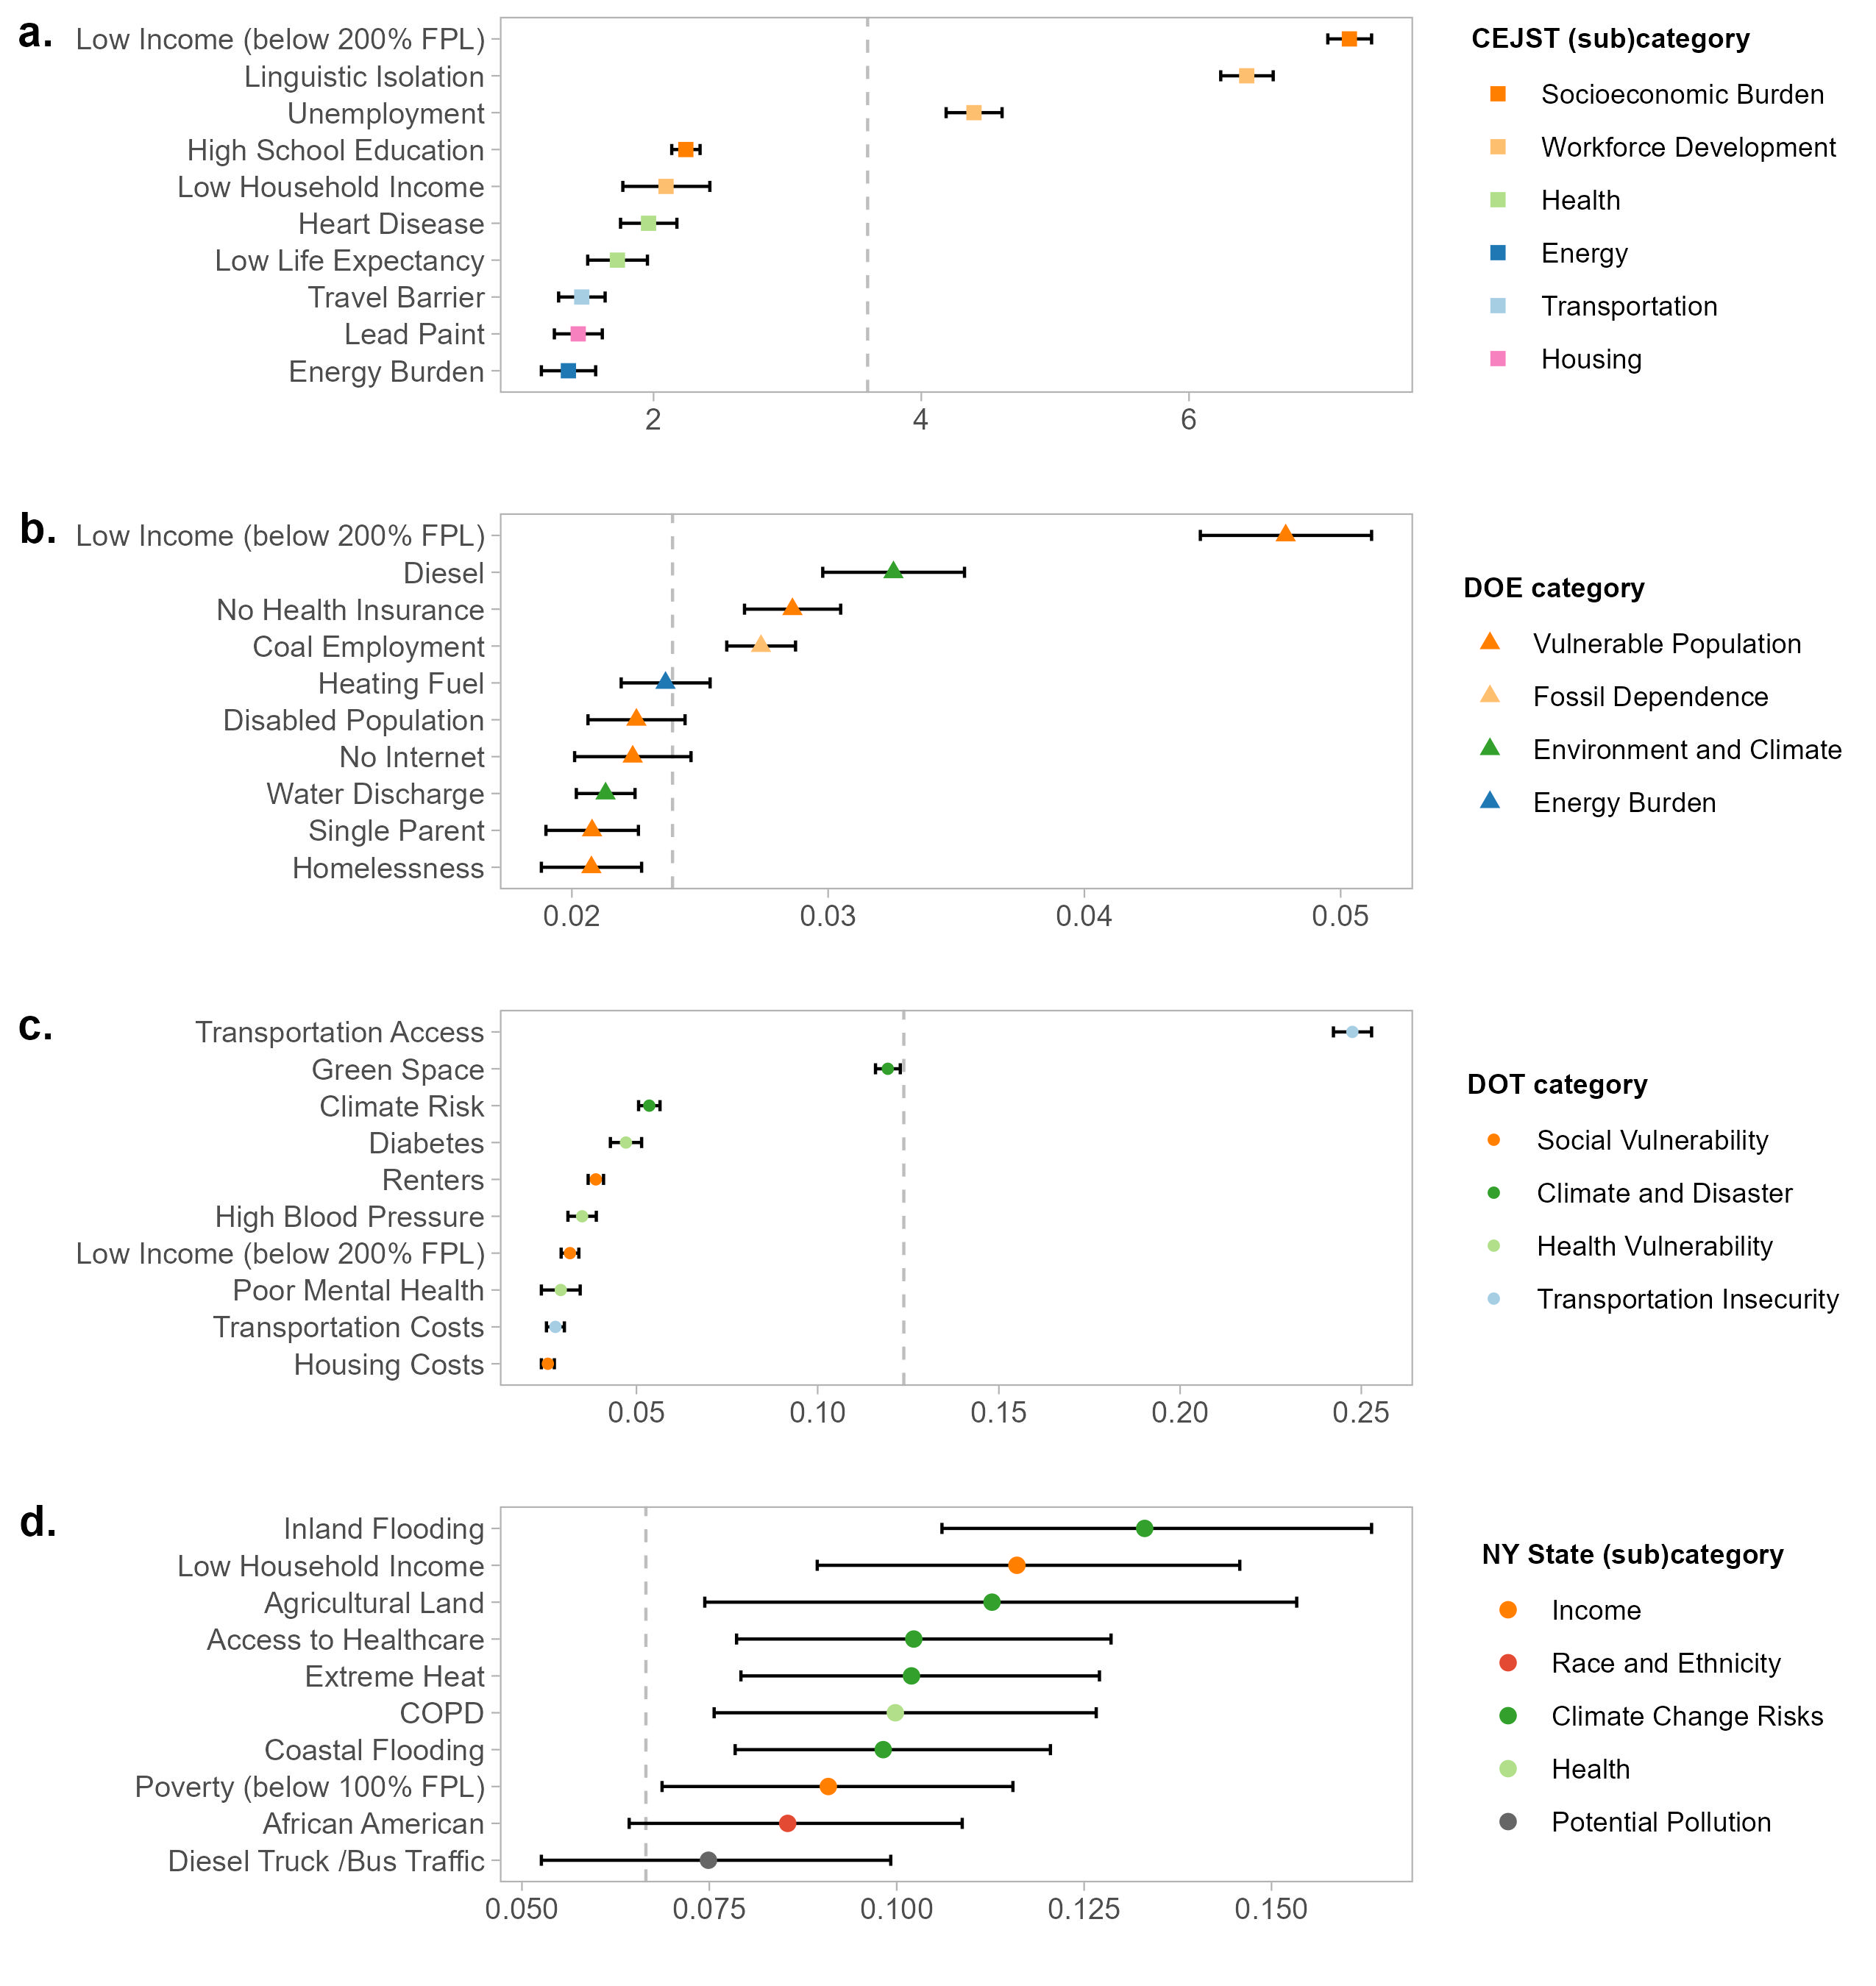 a.
Low Income (below 200% FPL)
Linguistic Isolation
Unemployment
High School Education
Low Household Income
Heart Disease
Low Life Expectancy
Travel Barrier
Lead Paint
Energy Burden
2 4 6
CEJST (sub)category
Socioeconomic Burden
Workforce Development
Health
Energy
Transportation
Housing
b.
Low Income (below 200% FPL)
Diesel
No Health Insurance
Coal Employment
Heating Fuel
Disabled Population
No Internet
Water Discharge
Single Parent
Homelessness
0.02 0.03 0.04 0.05
DOE category
Vulnerable Population
Fossil Dependence
Environment and Climate
Energy Burden
c.
Transportation Access
Green Space
Climate Risk
Diabetes
Renters
High Blood Pressure
Low Income (below 200% FPL)
Poor Mental Health
Transportation Costs
Housing Costs
0.05 0.10 0.15 0.20 0.25
DOT category
Social Vulnerability
Climate and Disaster
Health Vulnerability
Transportation Insecurity
d.
Inland Flooding
Low Household Income
Agricultural Land
Access to Healthcare
Extreme Heat
COPD
Coastal Flooding
Poverty (below 100% FPL)
African American
Diesel Truck /Bus Traffic
0.050 0.075 0.100 0.125 0.150
NY State (sub)category
Income
Race and Ethnicity
Climate Change Risks
Health
Potential Pollution